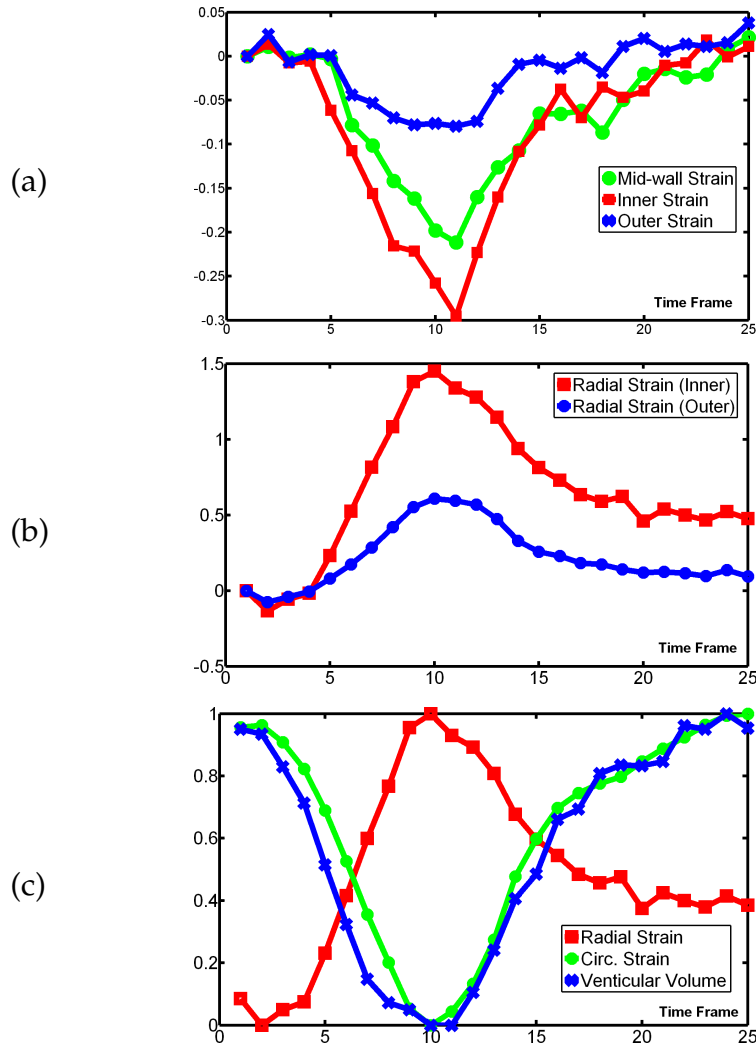 (a)
0.05
0
-0.05
-0.1
-0.15
-0.2
-0.25
-0.3
Mid-wall Strain
Inner Strain
Outer Strain
Time Frame
0 5 10 15 20 25
(b)
1.5
1
0.5
0
-0.5
Radial Strain (Inner)
Radial Strain (Outer)
Time Frame
0 5 10 15 20 25
(c)
1
0.8
0.6
0.4
0.2
0
Radial Strain
Circ. Strain
Venticular Volume
Time Frame
0 5 10 15 20 25